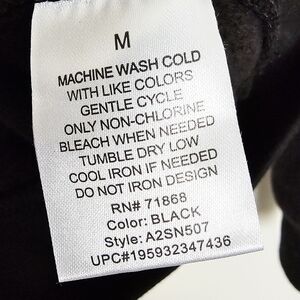 M
MACHINE WASH COLD
WITH LIKE COLORS
GENTLE CYCLE
ONLY NON-CHLORINE
BLEACH WHEN NEEDED
TUMBLE DRY LOW
COOL IRON IF NEEDED
DO NOT IRON DESIGN
RN# 71868
Color: BLACK
Style: A2SN507
UPC#195932347436